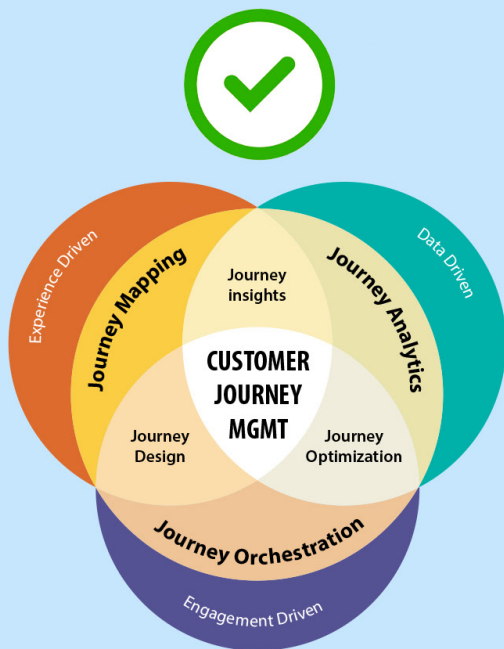 Experience Driven
Journey Mapping
Journey
insights
Journey Analytics
Data Driven
CUSTOMER
JOURNEY
MGMT
Journey
Design
Journey
Optimization
Journey Orchestration
Engagement Driven